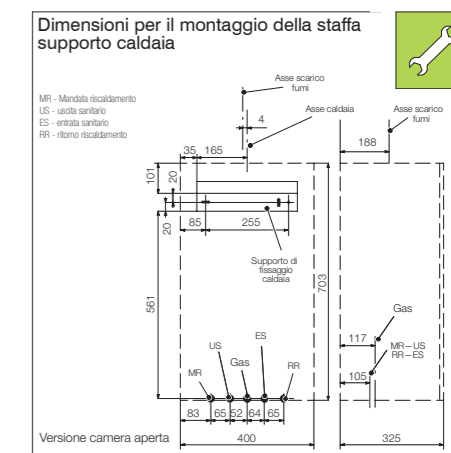 Dimensioni per il montaggio della staffa
supporto caldaia
MR - Mandata riscaldamento
US - uscita sanitario
ES - entrata sanitario
RR - ritorno riscaldamento
Asse scarico
fumi
4
Asse caldaia
Asse scarico
fumi
35
165
188
101
20
20
85
255
Supporto di
fissaggio
caldaia
561
703
Gas
117
MR–US
RR–ES
105
ES
US
Gas
MR
RR
83
65
52
64
65
Versione camera aperta
400
325